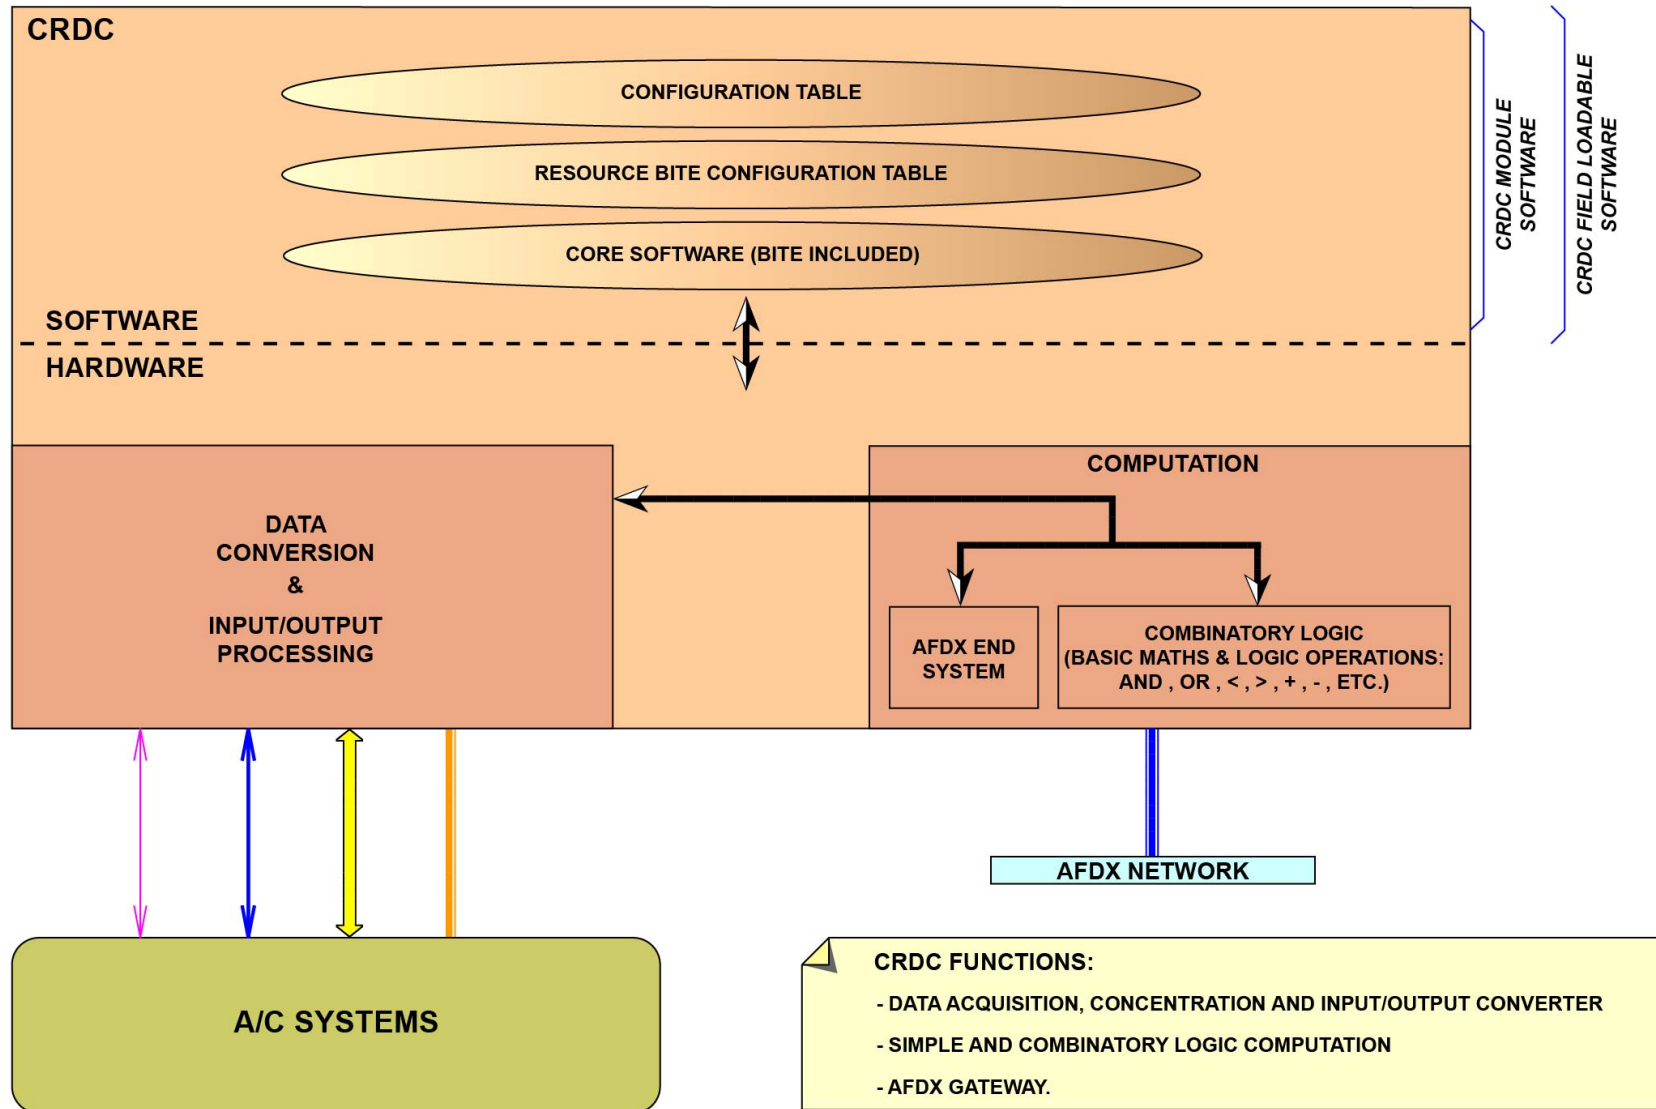 CRDC
CONFIGURATION TABLE
RESOURCE BITE CONFIGURATION TABLE
CORE SOFTWARE (BITE INCLUDED)
SOFTWARE
HARDWARE
CRDC MODULE
SOFTWARE
CRDC FIELD LOADABLE
SOFTWARE
DATA
CONVERSION
&
INPUT/OUTPUT
PROCESSING
COMPUTATION
AFDX END
SYSTEM
COMBINATORY LOGIC
(BASIC MATHS & LOGIC OPERATIONS:
AND , OR , < , > , + , - , ETC.)
AFDX NETWORK
A/C SYSTEMS
CRDC FUNCTIONS:
- DATA ACQUISITION, CONCENTRATION AND INPUT/OUTPUT CONVERTER
- SIMPLE AND COMBINATORY LOGIC COMPUTATION
- AFDX GATEWAY.